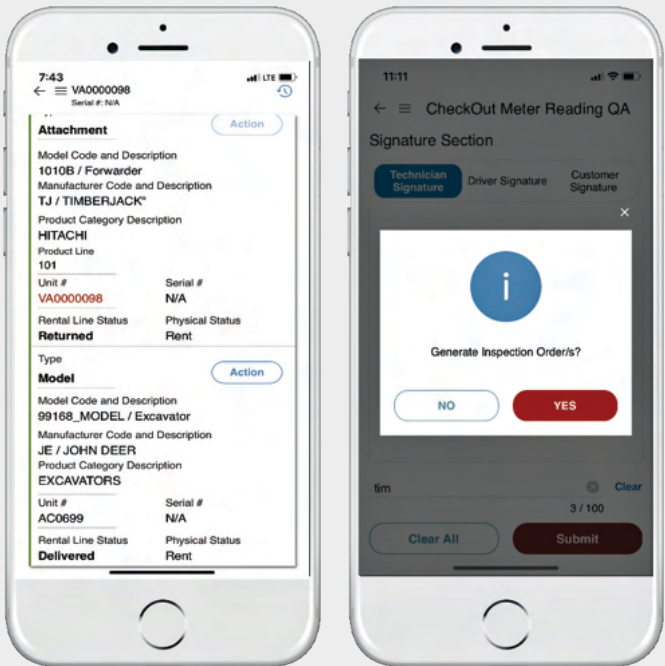 7:43
LTE
VA0000098
Serial #: N/A
Attachment
Action
Model Code and Description
1010B / Forwarder
Manufacturer Code and Description
TJ / TIMBERJACK"
Product Category Description
HITACHI
Product Line
101
Unit # Serial #
VA0000098 N/A
Rental Line Status Physical Status
Returned Rent
Type
Model
Action
Model Code and Description
99168_MODEL / Excavator
Manufacturer Code and Description
JE / JOHN DEER
Product Category Description
EXCAVATORS
Unit # Serial #
AC0699 N/A
Rental Line Status Physical Status
Delivered Rent
11:11
CheckOut Meter Reading QA
Signature Section
Technician
Signature
Driver Signature
Customer
Signature
i
Generate Inspection Order/s?
NO YES
tim
Clear
3 / 100
Clear All Submit